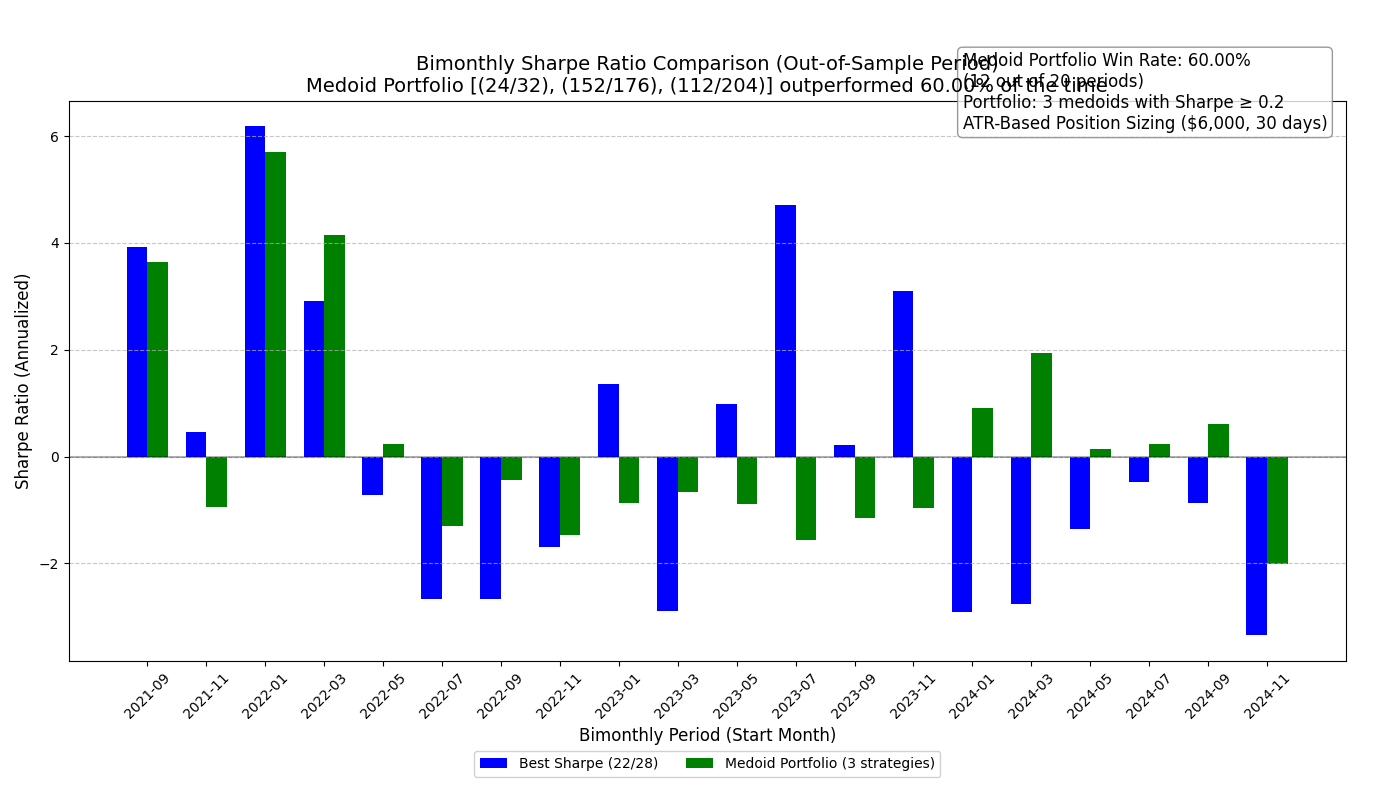 Bimonthly Sharpe Ratio Comparison (Out-of-Sample Period)
Medoid Portfolio [(24/32), (152/176), (112/204)] outperformed 60.00% of the time
Medoid Portfolio Win Rate: 60.00%
(12 out of 20 periods)
Portfolio: 3 medoids with Sharpe ≥ 0.2
ATR-Based Position Sizing ($6,000, 30 days)
Sharpe Ratio (Annualized)
6
4
2
0
−2
2021-09
2021-11
2022-01
2022-03
2022-05
2022-07
2022-09
2022-11
2023-01
2023-03
2023-05
2023-07
2023-09
2023-11
2024-01
2024-03
2024-05
2024-07
2024-09
2024-11
Bimonthly Period (Start Month)
Best Sharpe (22/28)
Medoid Portfolio (3 strategies)